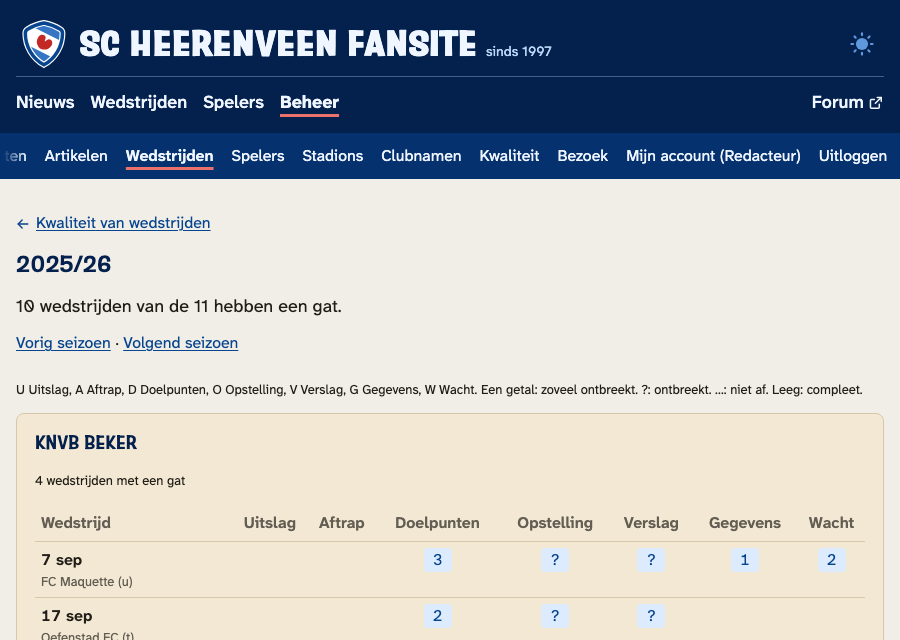 SC HEERENVEEN FANSITE sinds 1997
Nieuws Wedstrijden Spelers Beheer Forum
ten Artikelen Wedstrijden Spelers Stadions Clubnamen Kwaliteit Bezoek Mijn account (Redacteur) Uitloggen
← Kwaliteit van wedstrijden
2025/26
10 wedstrijden van de 11 hebben een gat.
Vorig seizoen · Volgend seizoen
U Uitslag, A Aftrap, D Doelpunten, O Opstelling, V Verslag, G Gegevens, W Wacht. Een getal: zoveel ontbreekt. ?: ontbreekt. …: niet af. Leeg: compleet.
KNVB BEKER
4 wedstrijden met een gat
Wedstrijd Uitslag Aftrap Doelpunten Opstelling Verslag Gegevens Wacht
7 sep 3 ? ? 1 2
FC Maquette (u)
17 sep 2 ? ?
Oefenstad FC (t)